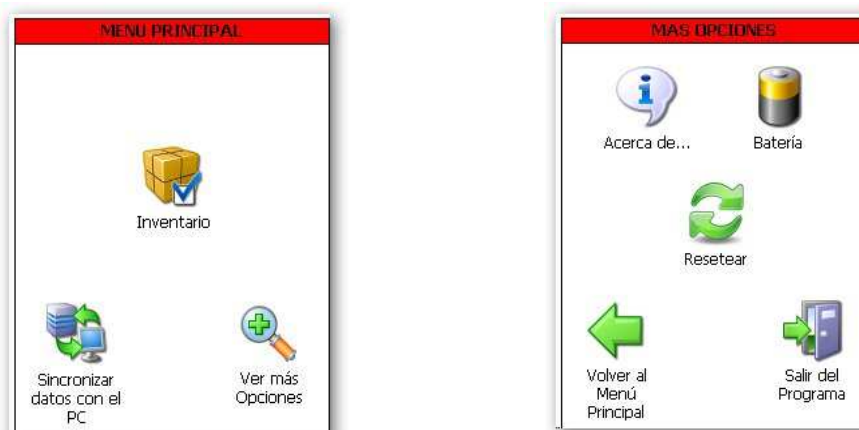 MENU PRINCIPAL
Inventario
Sincronizar
datos con el
PC
Ver más
Opciones
MAS OPCIONES
Acerca de...
Batería
Resetear
Volver al
Menú
Principal
Salir del
Programa